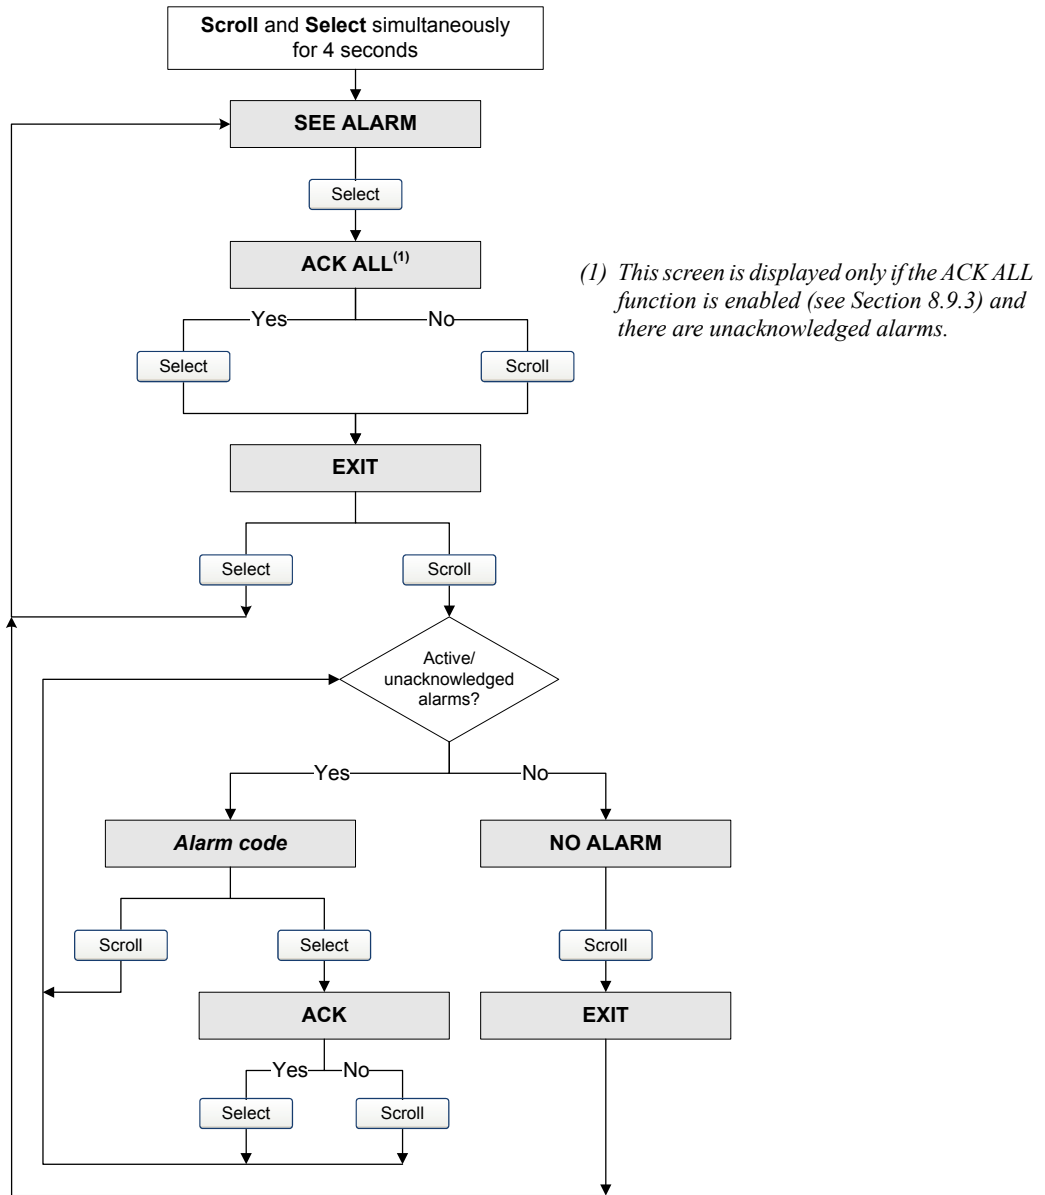 Scroll and Select simultaneously
for 4 seconds
SEE ALARM
Select
ACK ALL(1)
(1) This screen is displayed only if the ACK ALL
function is enabled (see Section 8.9.3) and
there are unacknowledged alarms.
Yes
No
Select
Scroll
EXIT
Select
Scroll
Active/
unacknowledged
alarms?
Yes
No
Alarm code
NO ALARM
Scroll
Select
Scroll
ACK
EXIT
Yes
No
Select
Scroll